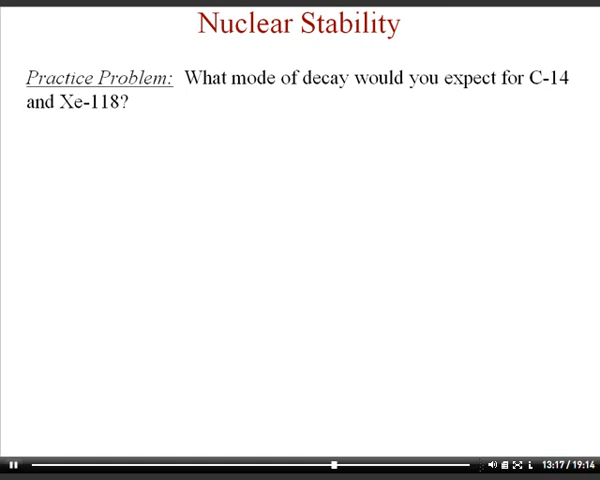 Nuclear Stability
Practice Problem: What mode of decay would you expect for C-14
and Xe-118?
13:17 / 19:14